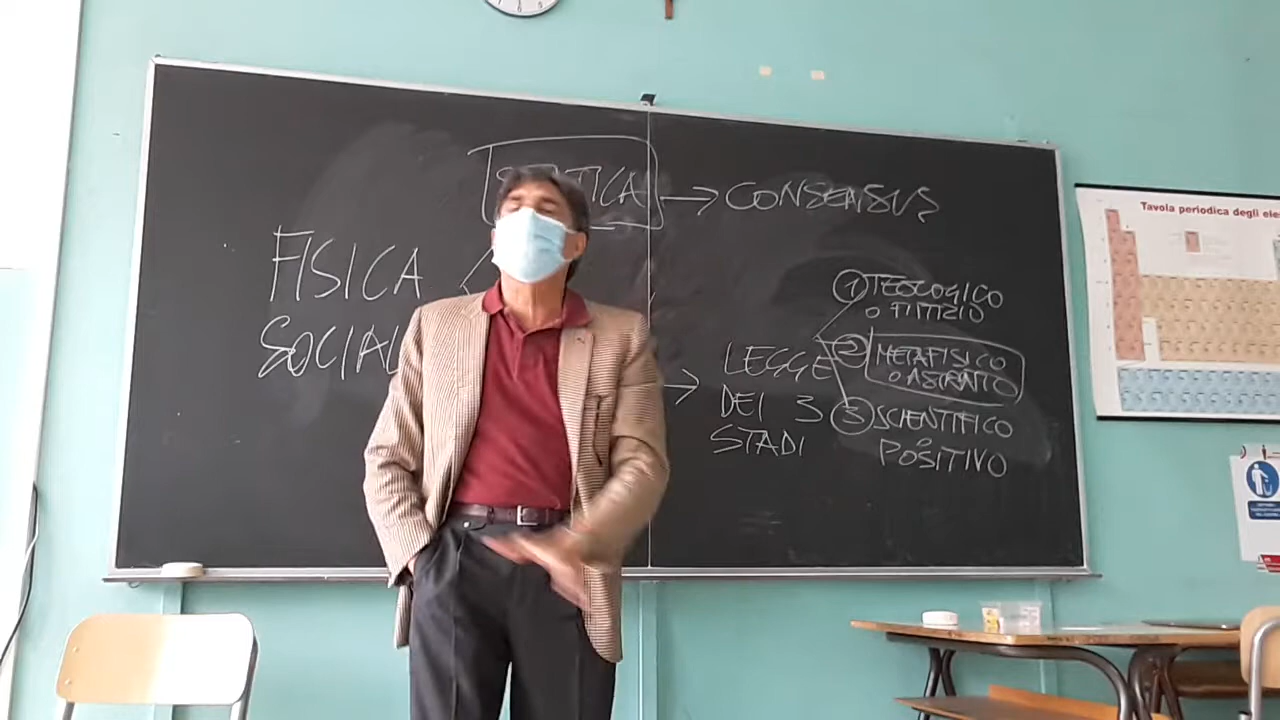 CONSENSUS
FISICA
SOCIAL
1 TEOLOGICO
o FITTIZIO
LEGGE
DEI 3
STADI
2 METAFISICO
o ASTRATTO
3 SCIENTIFICO
o
POSITIVO
Tavola periodica degli ele